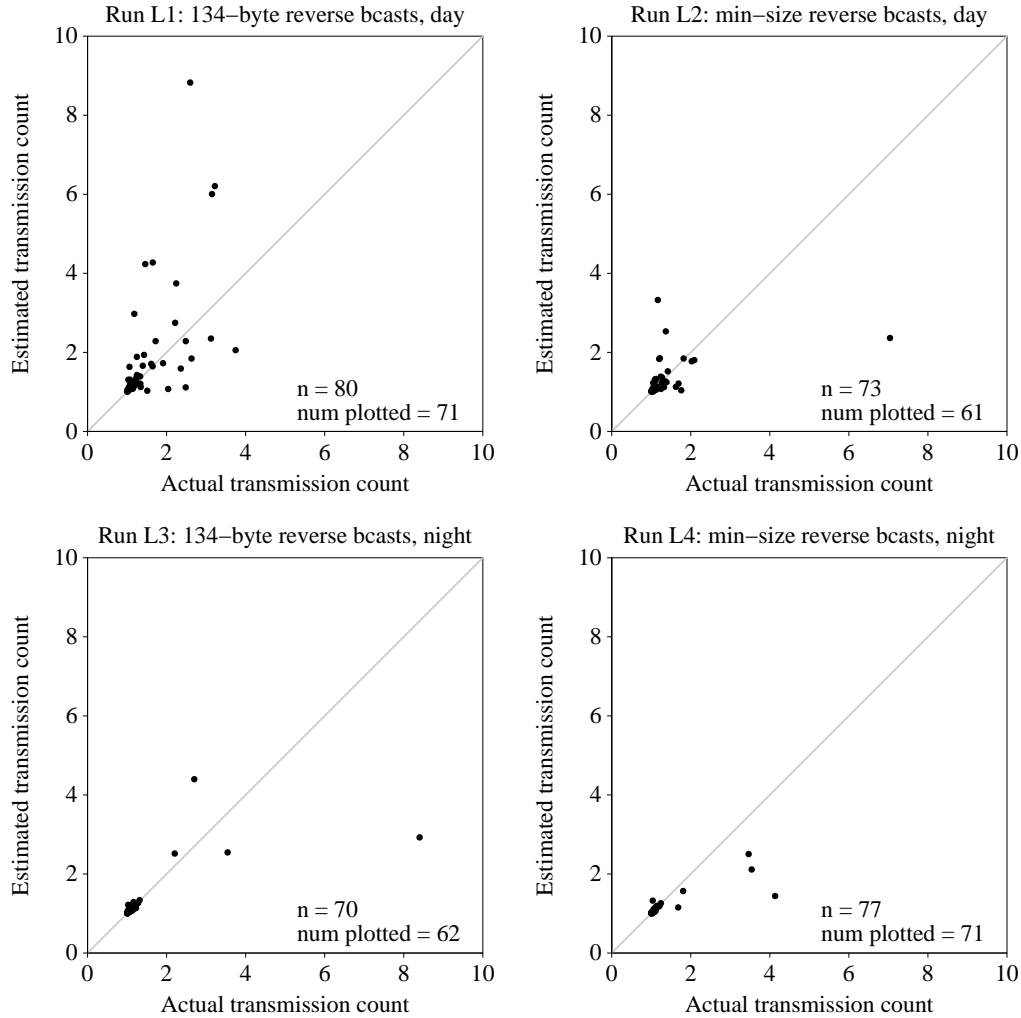 Run L1: 134−byte reverse bcasts, day
10
8
6
4
2
0
Estimated transmission count
n = 80
num plotted = 71
0 2 4 6 8 10
Actual transmission count
Run L2: min−size reverse bcasts, day
10
8
6
4
2
0
Estimated transmission count
n = 73
num plotted = 61
0 2 4 6 8 10
Actual transmission count
Run L3: 134−byte reverse bcasts, night
10
8
6
4
2
0
Estimated transmission count
n = 70
num plotted = 62
0 2 4 6 8 10
Actual transmission count
Run L4: min−size reverse bcasts, night
10
8
6
4
2
0
Estimated transmission count
n = 77
num plotted = 71
0 2 4 6 8 10
Actual transmission count